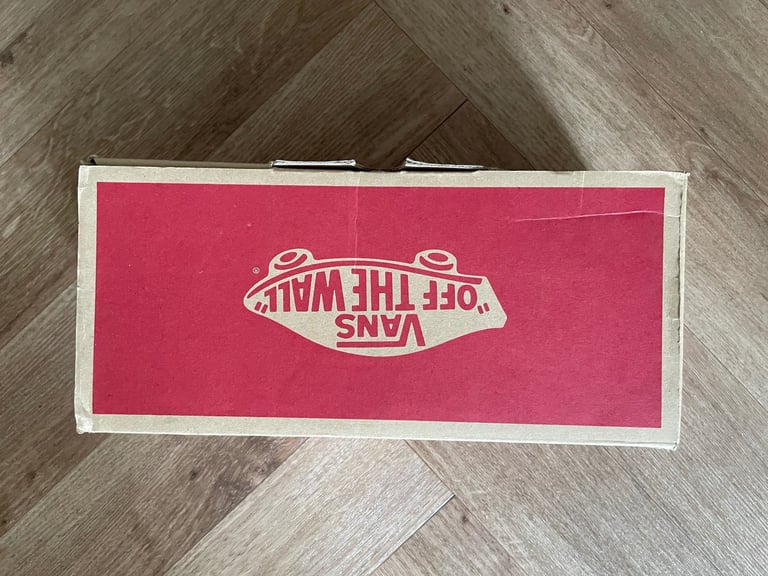 VANS
"OFF THE WALL"
®